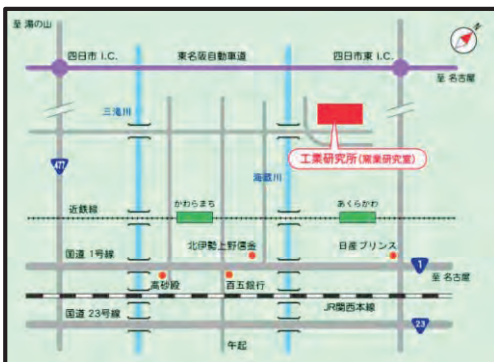 至 湯の山
四日市 I.C.
東名阪自動車道
四日市東 I.C.
至 名古屋
三滝川
工業研究所(窯業研究室)
海蔵川
477
近鉄線
かわらまち
あくらかわ
北伊勢上野信金
日産プリンス
国道 1号線
1
至 名古屋
高砂殿
百五銀行
JR関西本線
国道 23号線
23
午起